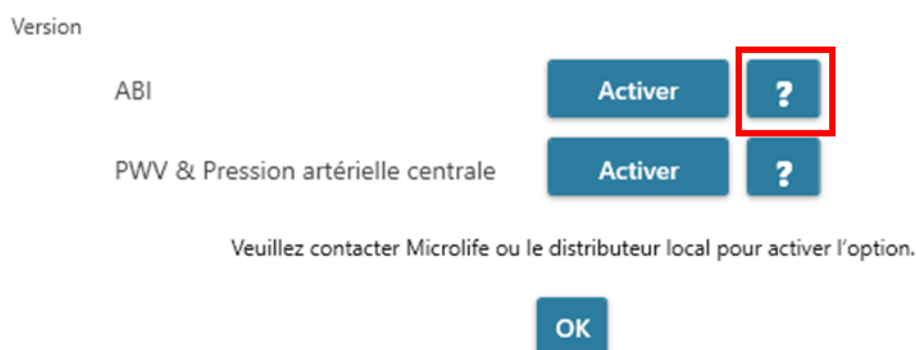 Version
ABI Activer ?
PWV & Pression artérielle centrale Activer ?
Veuillez contacter Microlife ou le distributeur local pour activer l'option.
OK